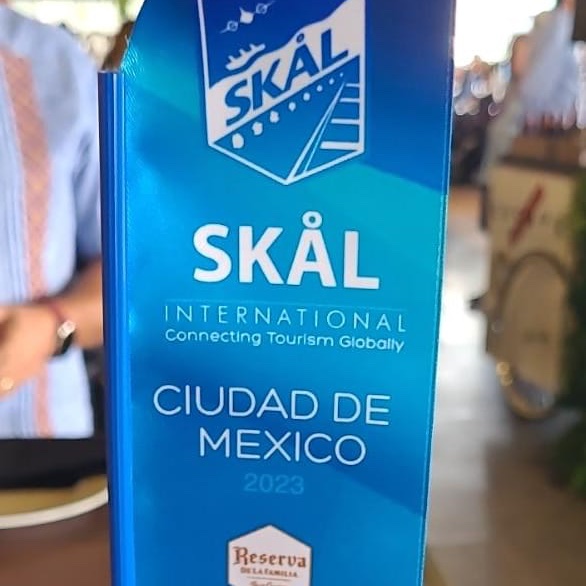 SKÅL
SKÅL
INTERNATIONAL
Connecting Tourism Globally
CIUDAD DE
MEXICO
2023
Reserva
DE LA FAMILIA